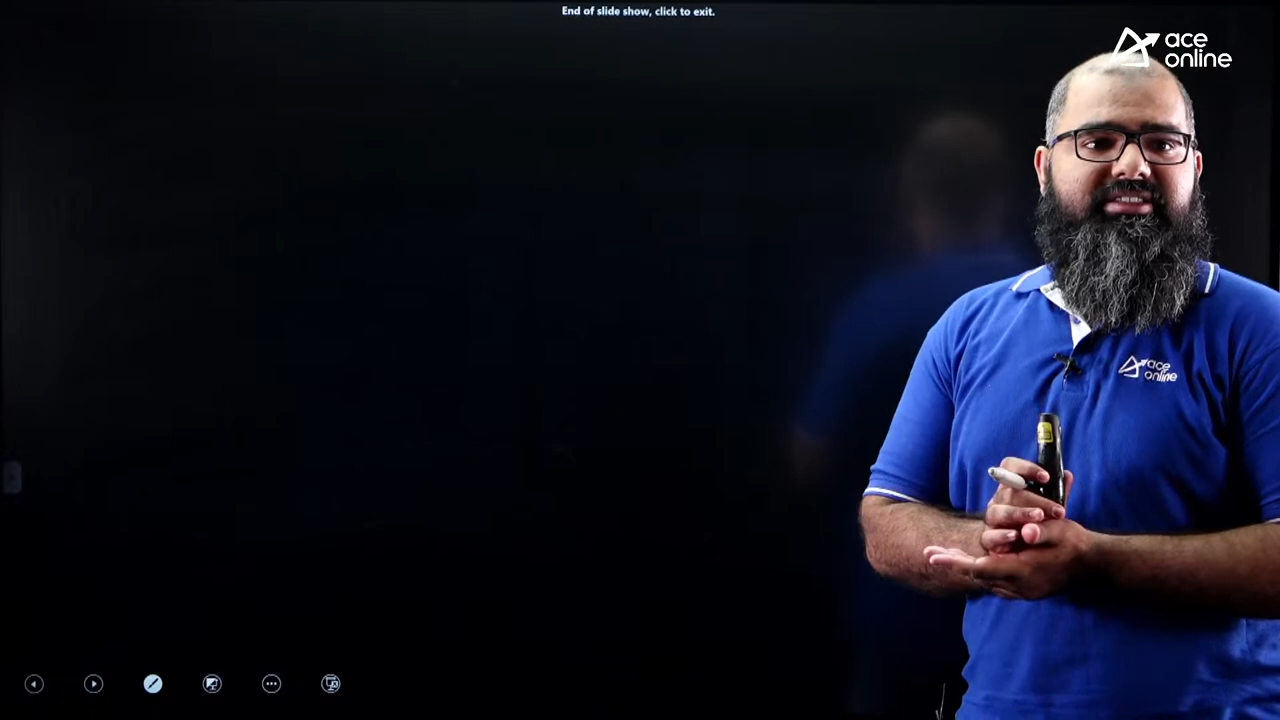 End of slide show, click to exit.
ace
online
ace
online